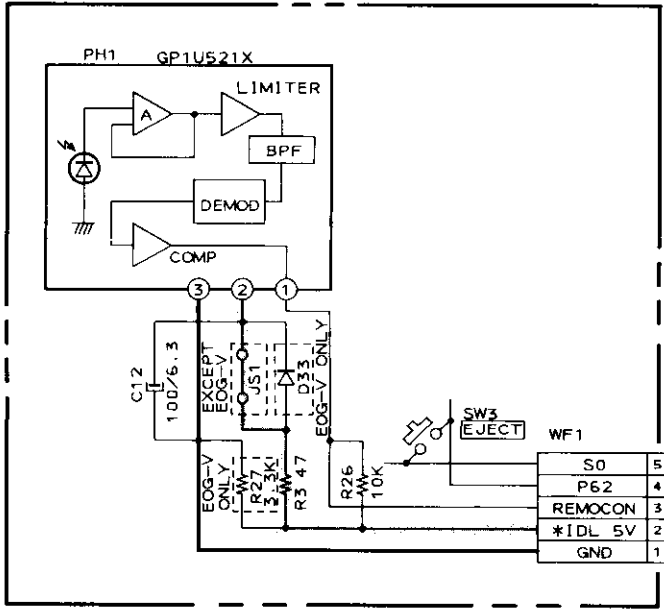 PH1 GP1U521X
LIMITER
A
BPF
DEMOD
COMP
3 2 1
C12
100/6.3
EXCEPT
EOG-V
JS1
D33
EOG-V ONLY
EOG-V
ONLY
R27
3.3K
R3 47
R26
10K
SW3
EJECT
WF1
S0 5
P62 4
REMOCON 3
*IDL 5V 2
GND 1